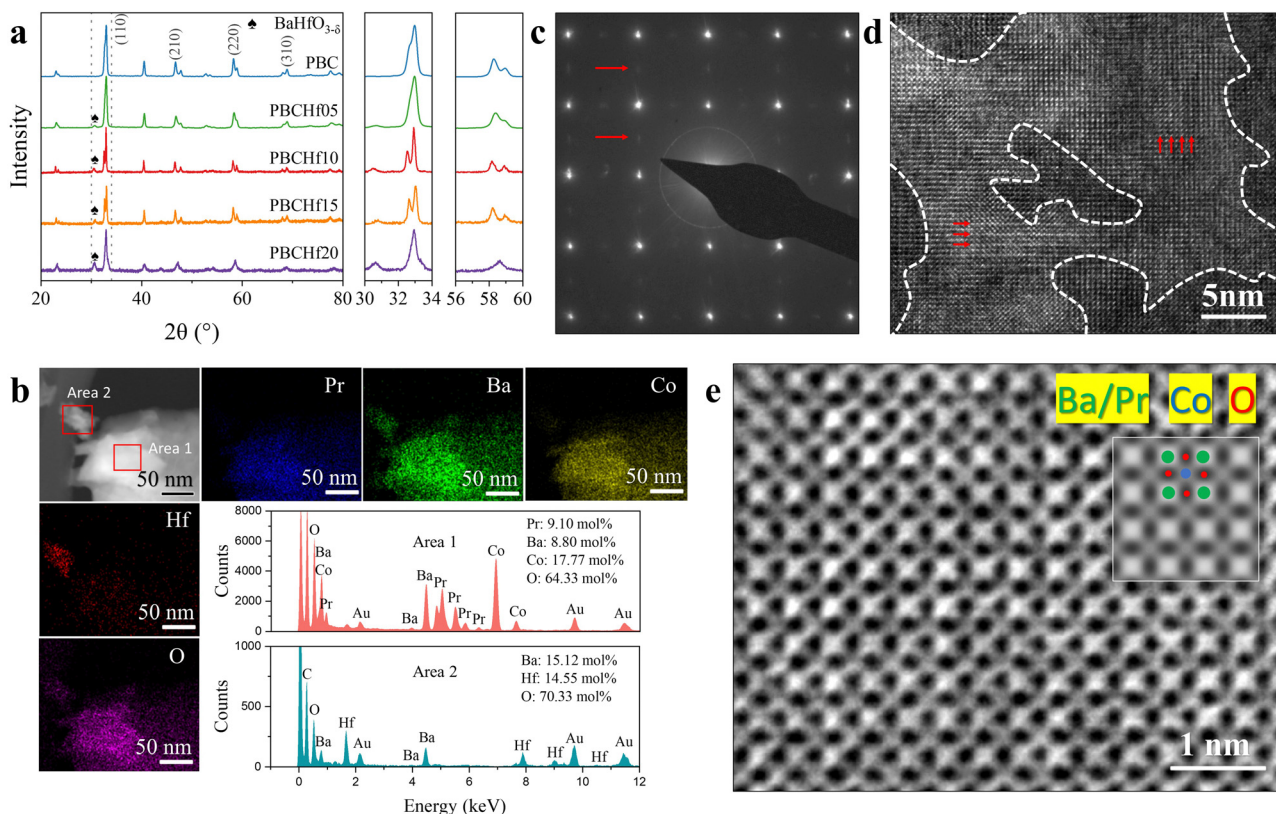 a
♠ BaHfO3-δ
(110)
(210)
(220)
(310)
PBC
PBCHf05
♠
PBCHf10
♠
PBCHf15
♠
PBCHf20
♠
Intensity
20 40 60 80
30 32 34
56 58 60
2θ (°)
c
d
5nm
b
Area 2
Area 1
50 nm
Pr
50 nm
Ba
50 nm
Co
50 nm
Hf
50 nm
O
50 nm
8000
6000
4000
2000
0
Counts
O
Ba
Co
Pr
Au
Area 1
Ba
Ba
Pr
Pr
Pr
Pr
Co
Co
Au
Au
Pr: 9.10 mol%
Ba: 8.80 mol%
Co: 17.77 mol%
O: 64.33 mol%
1000
500
0
Counts
C
O
Ba
Hf
Au
Area 2
Ba
Ba
Hf
Hf
Au
Hf
Au
Ba: 15.12 mol%
Hf: 14.55 mol%
O: 70.33 mol%
0 2 4 6 8 10 12
Energy (keV)
e
Ba/Pr Co O
1 nm